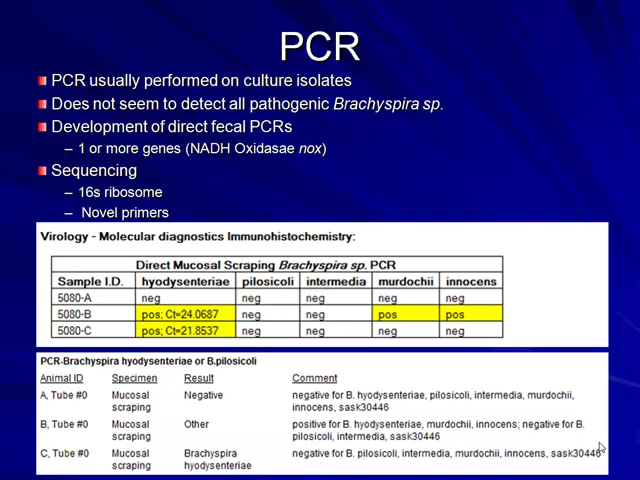 PCR
PCR usually performed on culture isolates
Does not seem to detect all pathogenic Brachyspira sp.
Development of direct fecal PCRs
– 1 or more genes (NADH Oxidasae nox)
Sequencing
– 16s ribosome
– Novel primers
Virology - Molecular diagnostics Immunohistochemistry:
Direct Mucosal Scraping Brachyspira sp. PCR
Sample I.D. hyodysenteriae pilosicoli intermedia murdochii innocens
5080-A neg neg neg neg neg
5080-B pos; Ct=24.0687 neg neg pos pos
5080-C pos; Ct=21.8537 neg neg neg neg
PCR-Brachyspira hyodysenteriae or B.pilosicoli
Animal ID Specimen Result Comment
A, Tube #0 Mucosal Negative negative for B. hyodysenteriae, pilosicoli, intermedia, murdochii,
scraping innocens, sask30446
B, Tube #0 Mucosal Other positive for B. hyodysenteriae, murdochii, innocens; negative for B.
scraping pilosicoli, intermedia, sask30446
C, Tube #0 Mucosal Brachyspira negative for B. pilosicoli, intermedia, murdochii, innocens, sask30446
scraping hyodysenteriae